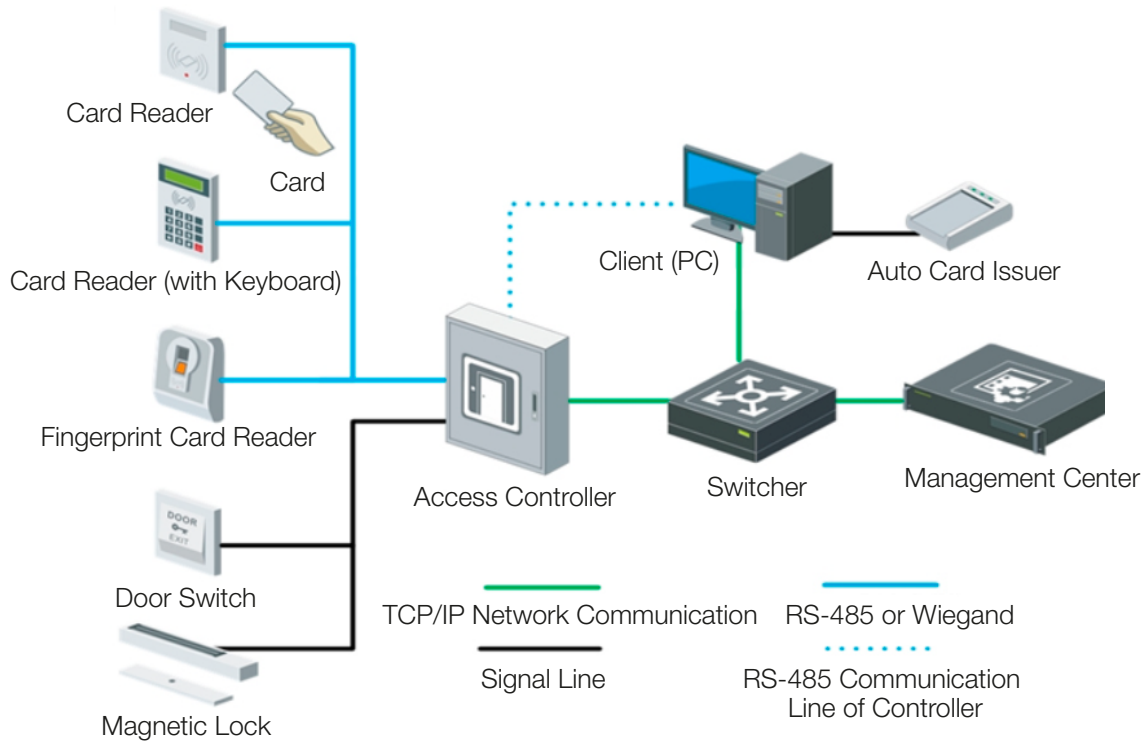 Card Reader
Card
Card Reader (with Keyboard)
Fingerprint Card Reader
DOOR
EXIT
Door Switch
Magnetic Lock
Access Controller
Client (PC)
Auto Card Issuer
Switcher
Management Center
TCP/IP Network Communication
RS-485 or Wiegand
Signal Line
RS-485 Communication
Line of Controller